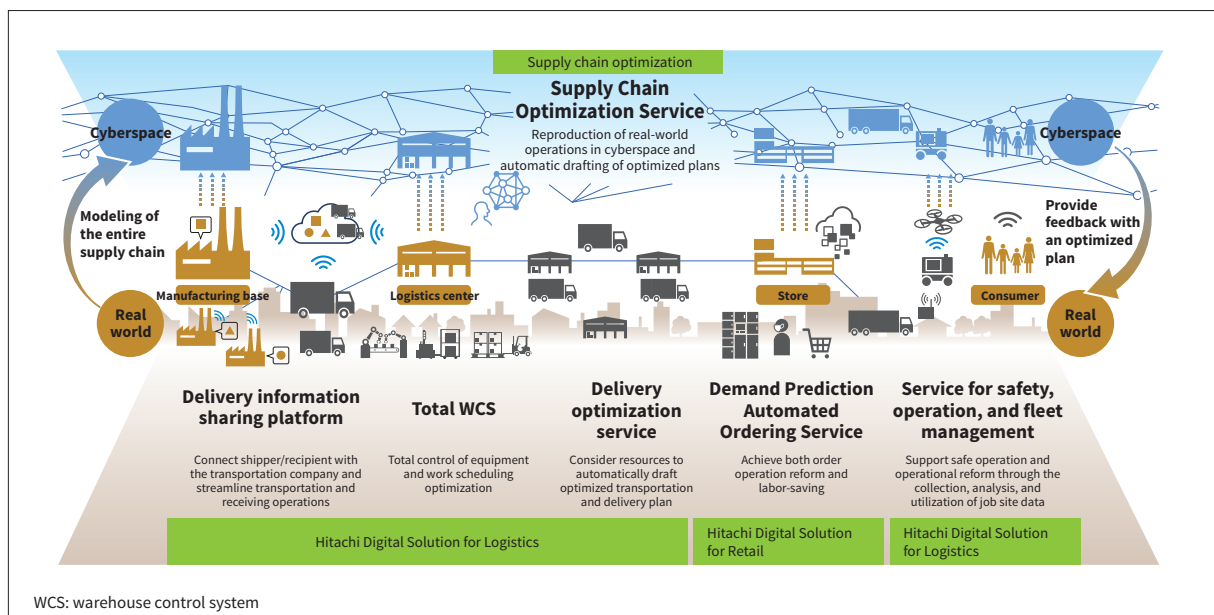 Supply chain optimization
Supply Chain
Optimization Service
Reproduction of real-world
operations in cyberspace and
automatic drafting of optimized plans
Cyberspace
Cyberspace
Modeling of
the entire
supply chain
Provide
feedback with
an optimized
plan
Manufacturing base
Logistics center
Store
Consumer
Real
world
Real
world
Delivery information
sharing platform
Connect shipper/recipient with
the transportation company and
streamline transportation and
receiving operations
Total WCS
Total control of equipment
and work scheduling
optimization
Delivery
optimization
service
Consider resources to
automatically draft
optimized transportation
and delivery plan
Demand Prediction
Automated
Ordering Service
Achieve both order
operation reform and
labor-saving
Service for safety,
operation, and fleet
management
Support safe operation and
operational reform through the
collection, analysis, and
utilization of job site data
Hitachi Digital Solution for Logistics
Hitachi Digital Solution
for Retail
Hitachi Digital Solution
for Logistics
WCS: warehouse control system